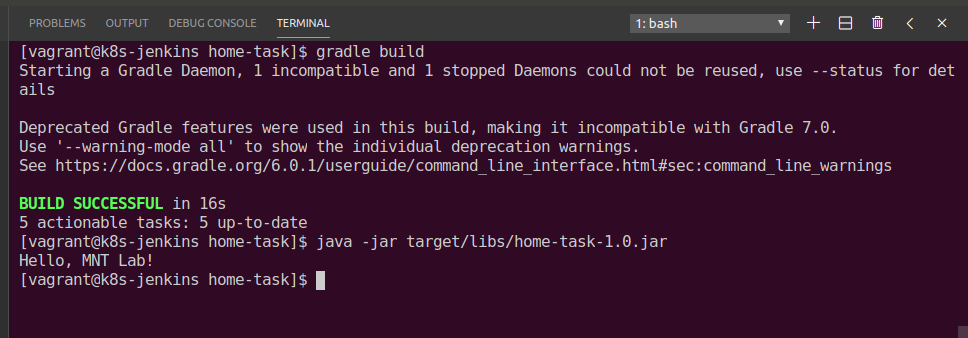 PROBLEMS OUTPUT DEBUG CONSOLE TERMINAL 1: bash
[vagrant@k8s-jenkins home-task]$ gradle build
Starting a Gradle Daemon, 1 incompatible and 1 stopped Daemons could not be reused, use --status for det
ails
Deprecated Gradle features were used in this build, making it incompatible with Gradle 7.0.
Use '--warning-mode all' to show the individual deprecation warnings.
See https://docs.gradle.org/6.0.1/userguide/command_line_interface.html#sec:command_line_warnings
BUILD SUCCESSFUL in 16s
5 actionable tasks: 5 up-to-date
[vagrant@k8s-jenkins home-task]$ java -jar target/libs/home-task-1.0.jar
Hello, MNT Lab!
[vagrant@k8s-jenkins home-task]$